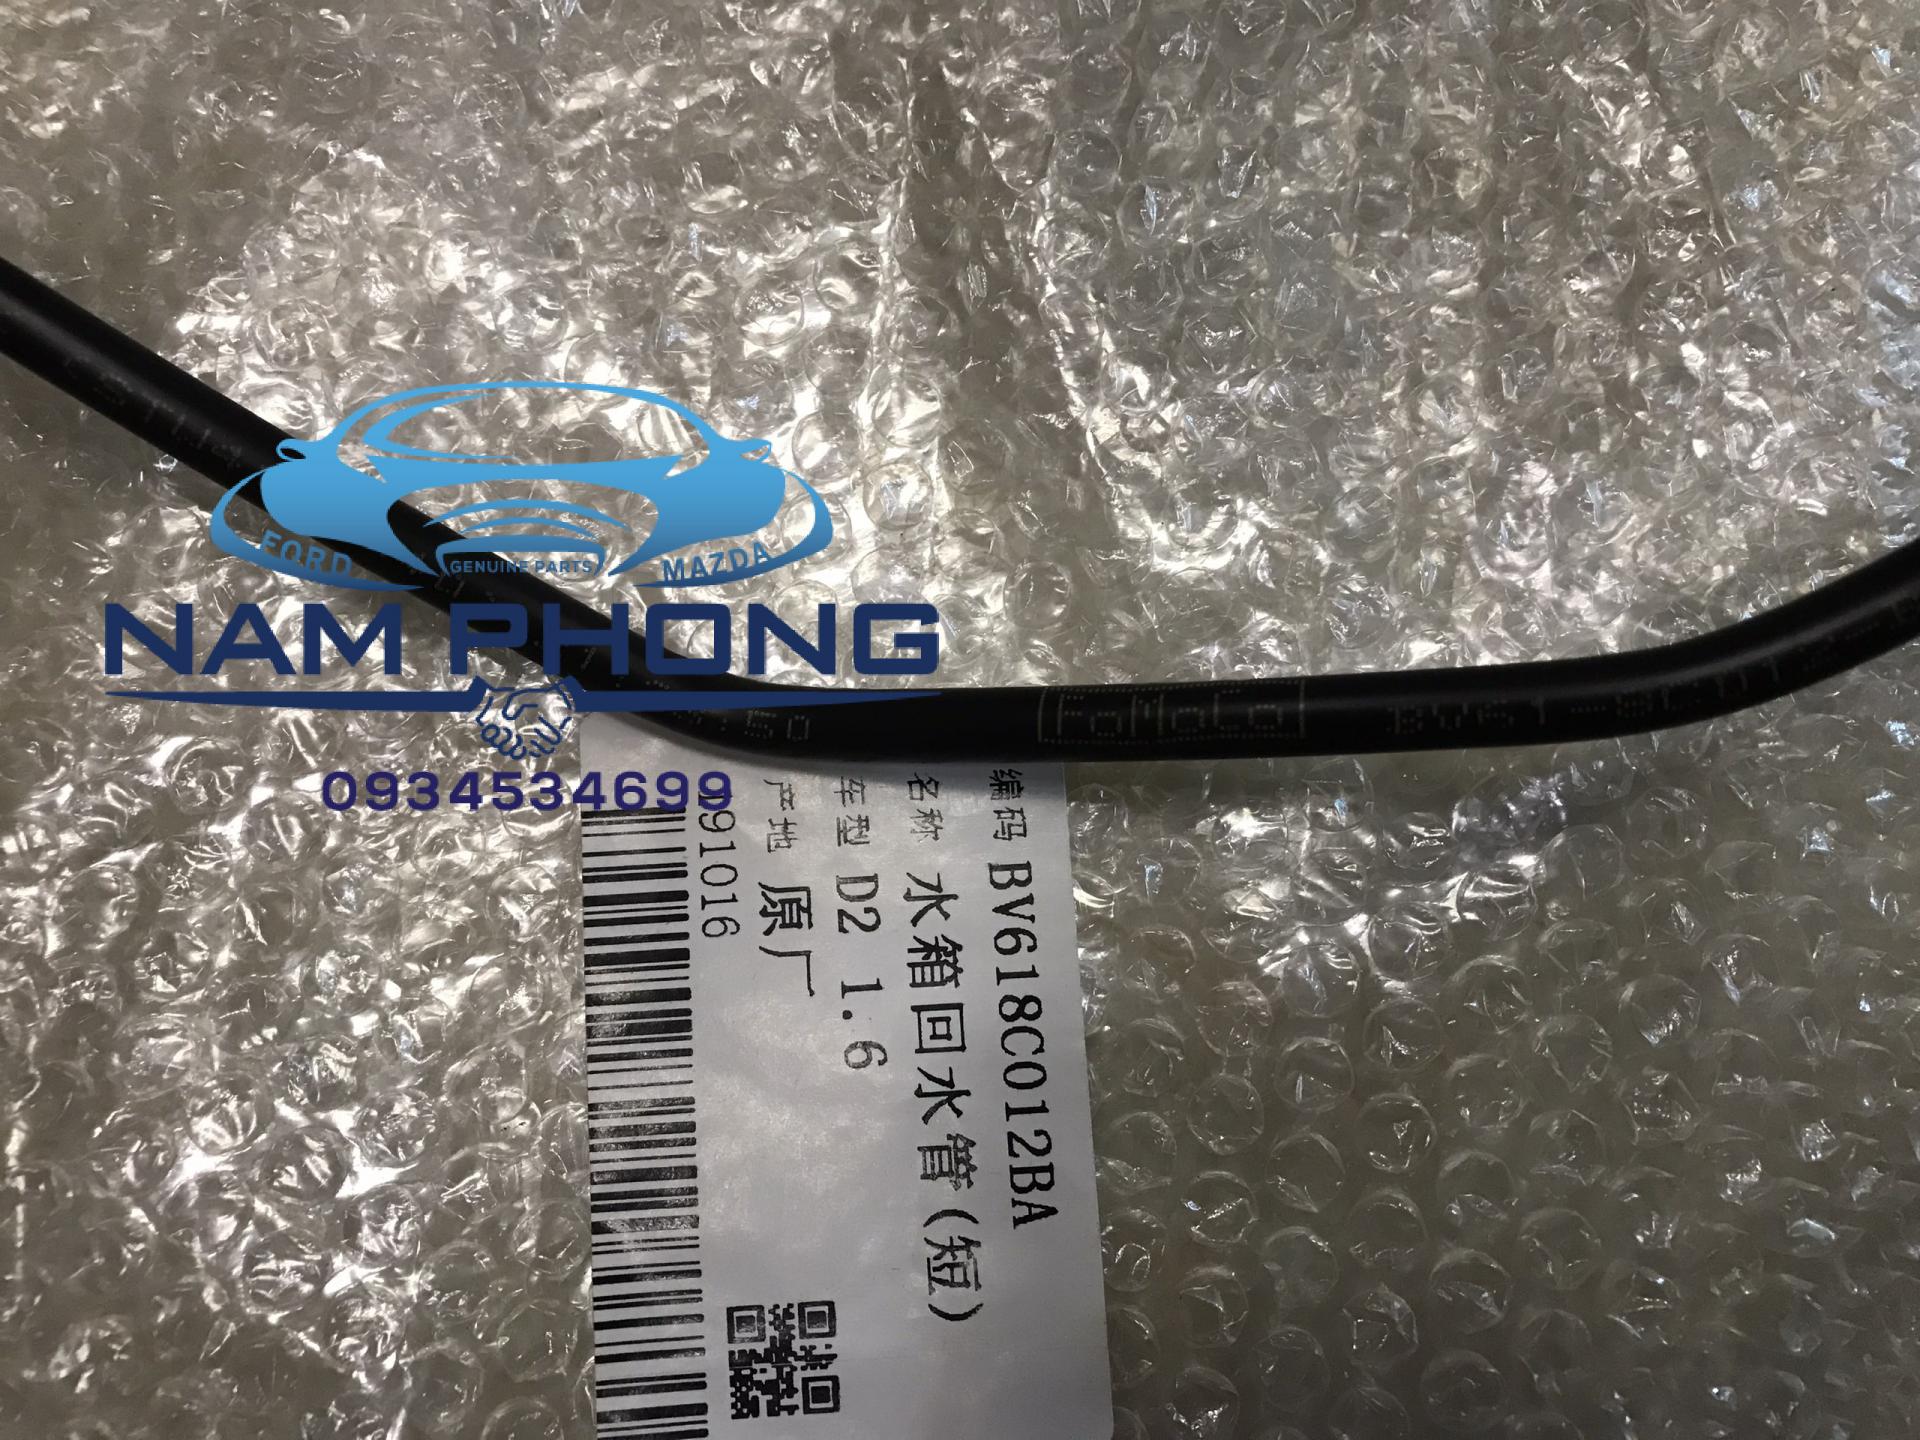 FORD
GENUINE PARTS
MAZDA
NAM PHONG
0934534699
FoMoCo
编码 BV618C012BA
名称 水箱回水管(短)
车型 D2 1.6
产地 原厂
91016